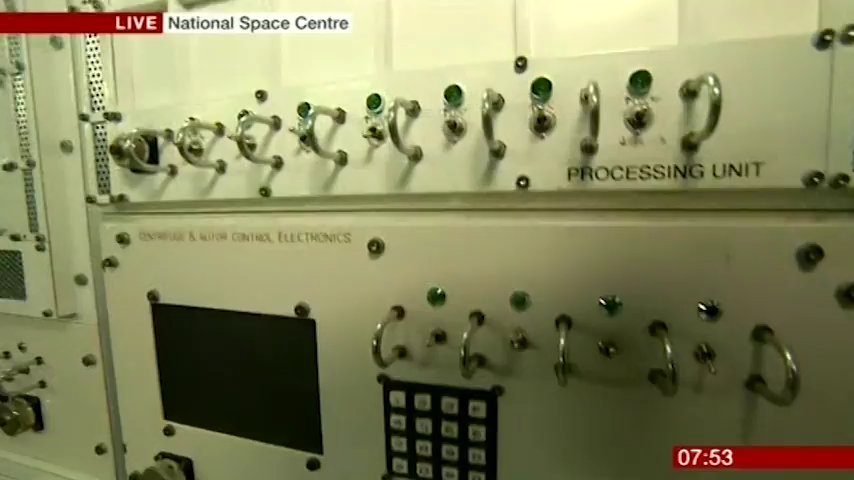 LIVE National Space Centre
PROCESSING UNIT
CENTRIFUGE & MOTOR CONTROL ELECTRONICS
07:53